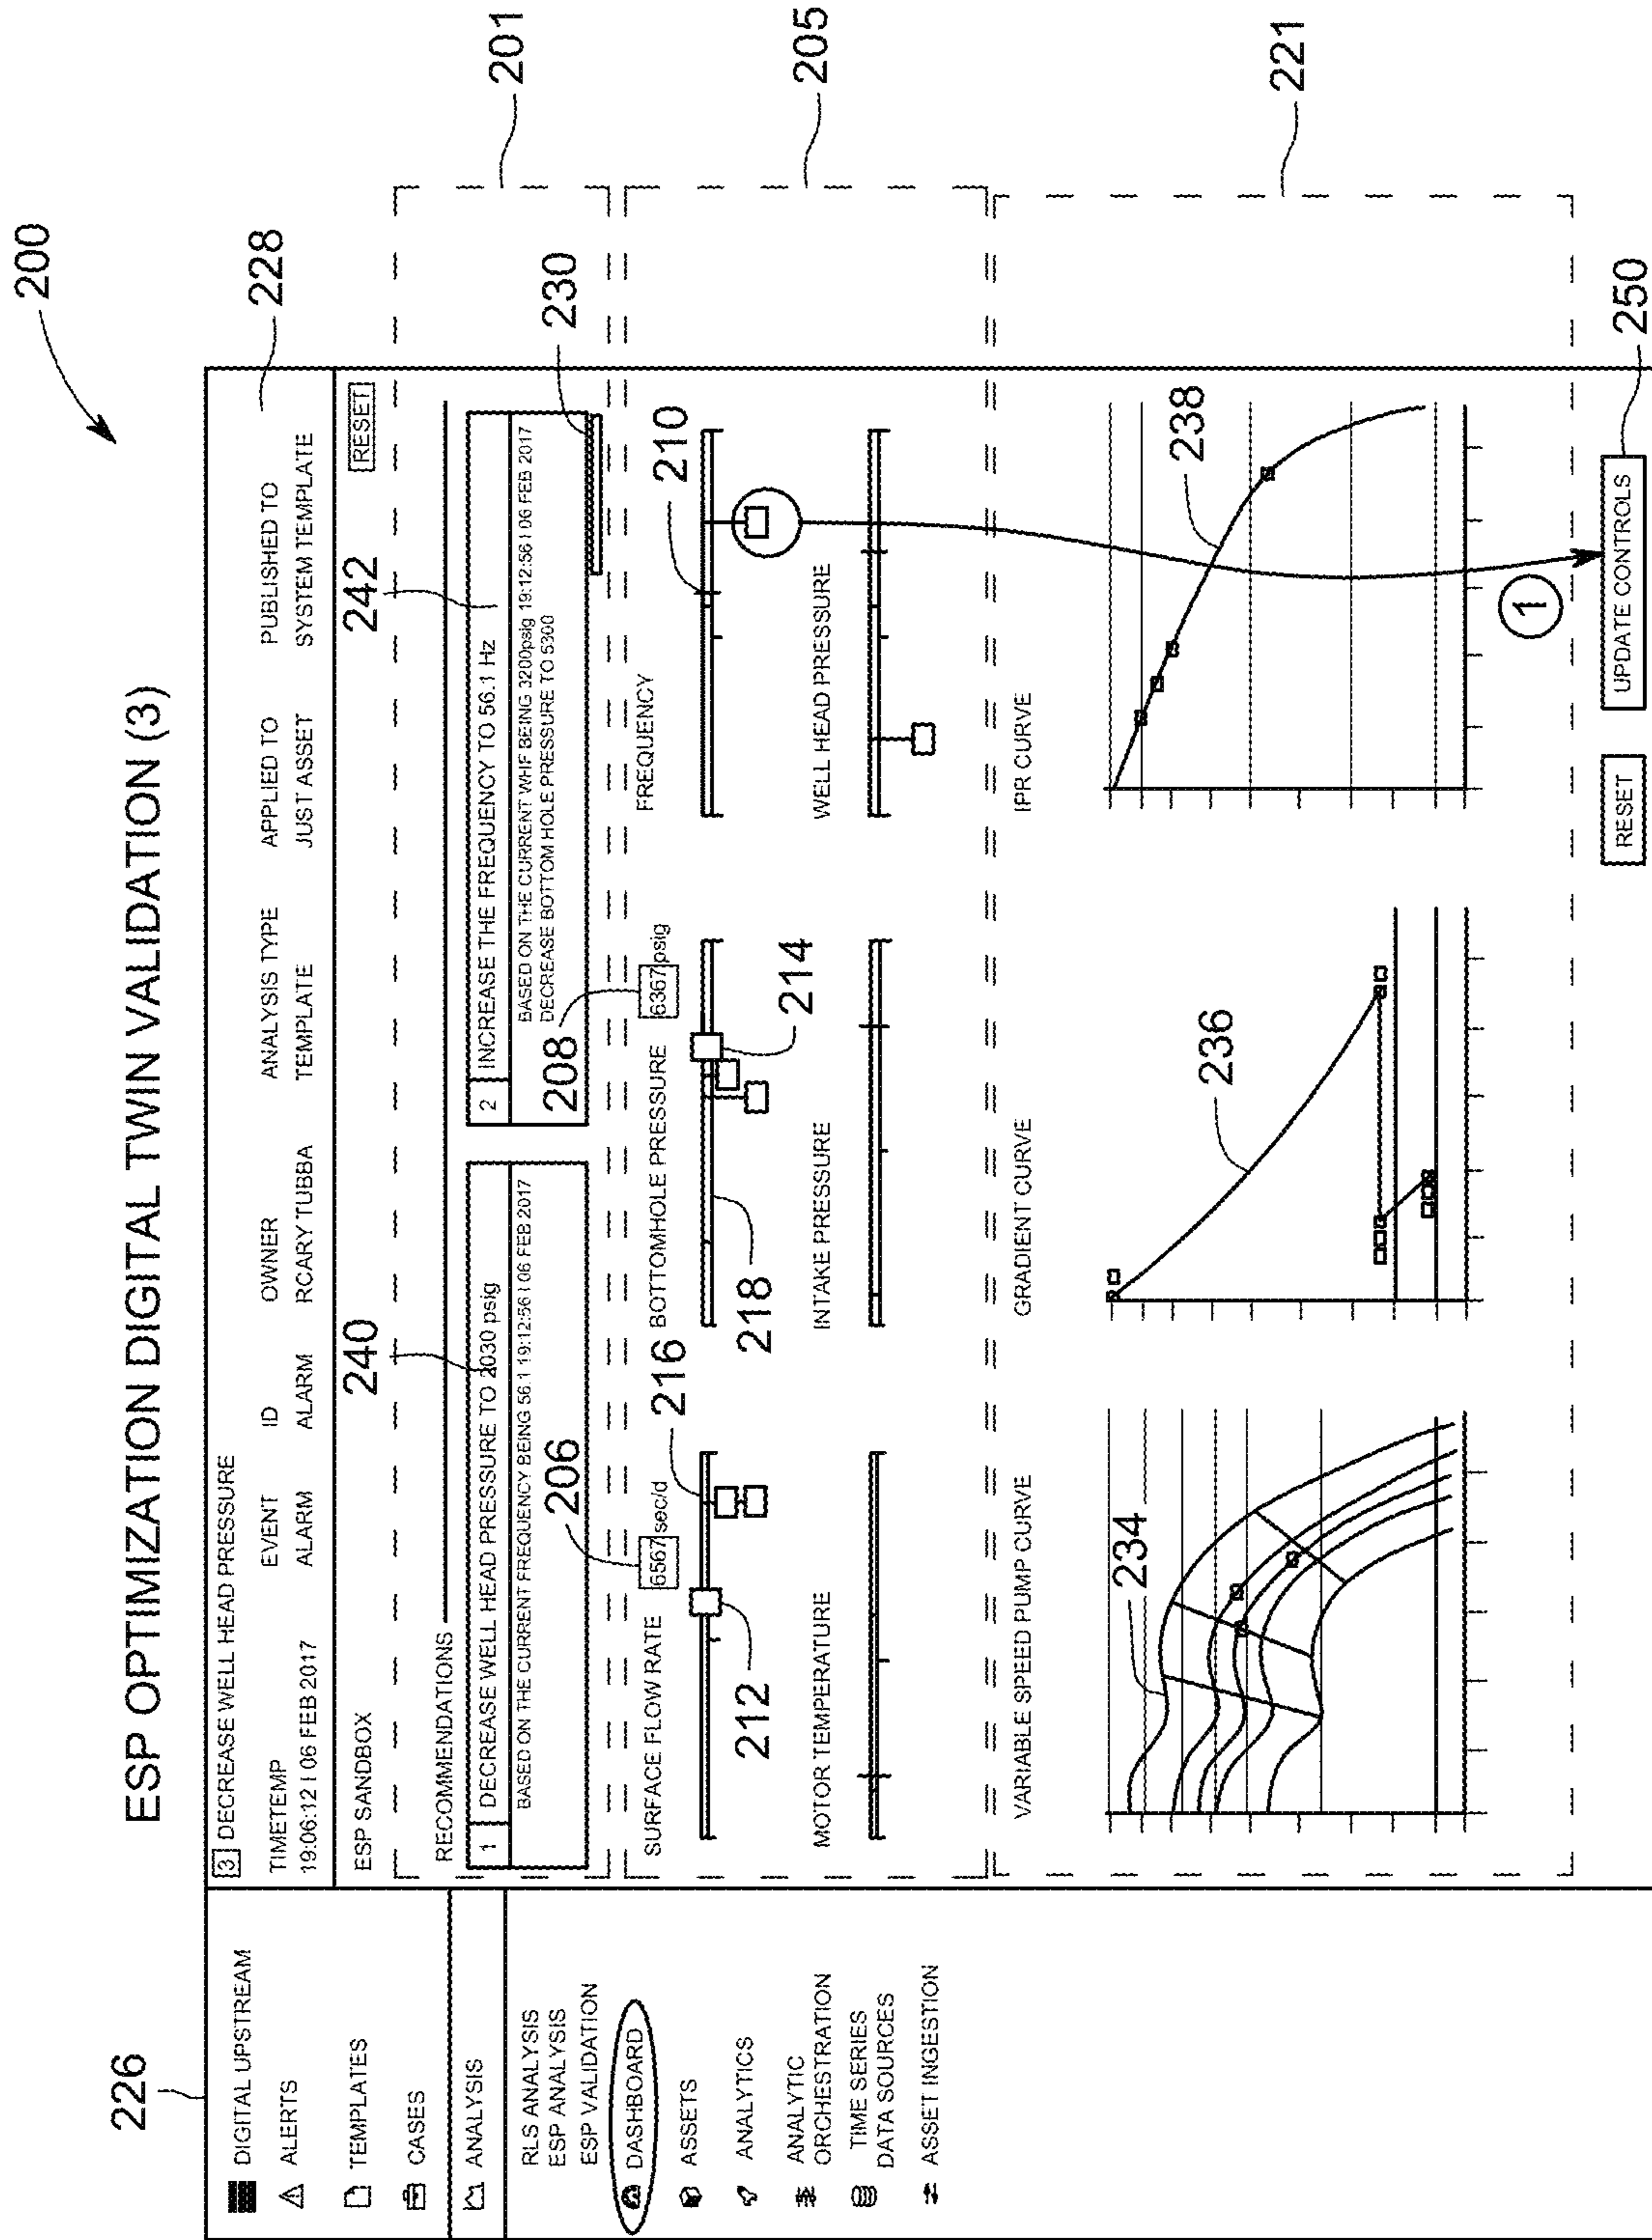 200
ESP OPTIMIZATION DIGITAL TWIN VALIDATION (3)
226
DIGITAL UPSTREAM
ALERTS
TEMPLATES
CASES
ANALYSIS
RLS ANALYSIS
ESP ANALYSIS
ESP VALIDATION
DASHBOARD
ASSETS
ANALYTICS
ANALYTIC
ORCHESTRATION
TIME SERIES
DATA SOURCES
ASSET INGESTION
3 DECREASE WELL HEAD PRESSURE
TIMETEMP EVENT ID OWNER ANALYSIS TYPE APPLIED TO PUBLISHED TO
19:06:12 I 06 FEB 2017 ALARM ALARM RCARY TUBBA TEMPLATE JUST ASSET SYSTEM TEMPLATE
228
ESP SANDBOX
240
242
RESET
201
RECOMMENDATIONS
1 DECREASE WELL HEAD PRESSURE TO 2030 psig
BASED ON THE CURRENT FREQUENCY BEING 56.1 19:12:56 I 06 FEB 2017
2 INCREASE THE FREQUENCY TO 56.1 Hz
BASED ON THE CURRENT WHF BEING 3200psig 19:12:56 I 06 FEB 2017
DECREASE BOTTOM HOLE PRESSURE TO 5300
206
208
230
205
SURFACE FLOW RATE 6567 sec/d
216
BOTTOMHOLE PRESSURE 6367 psig
FREQUENCY
210
212
218
214
MOTOR TEMPERATURE
INTAKE PRESSURE
WELL HEAD PRESSURE
221
VARIABLE SPEED PUMP CURVE
GRADIENT CURVE
IPR CURVE
234
236
238
1
RESET
UPDATE CONTROLS
250